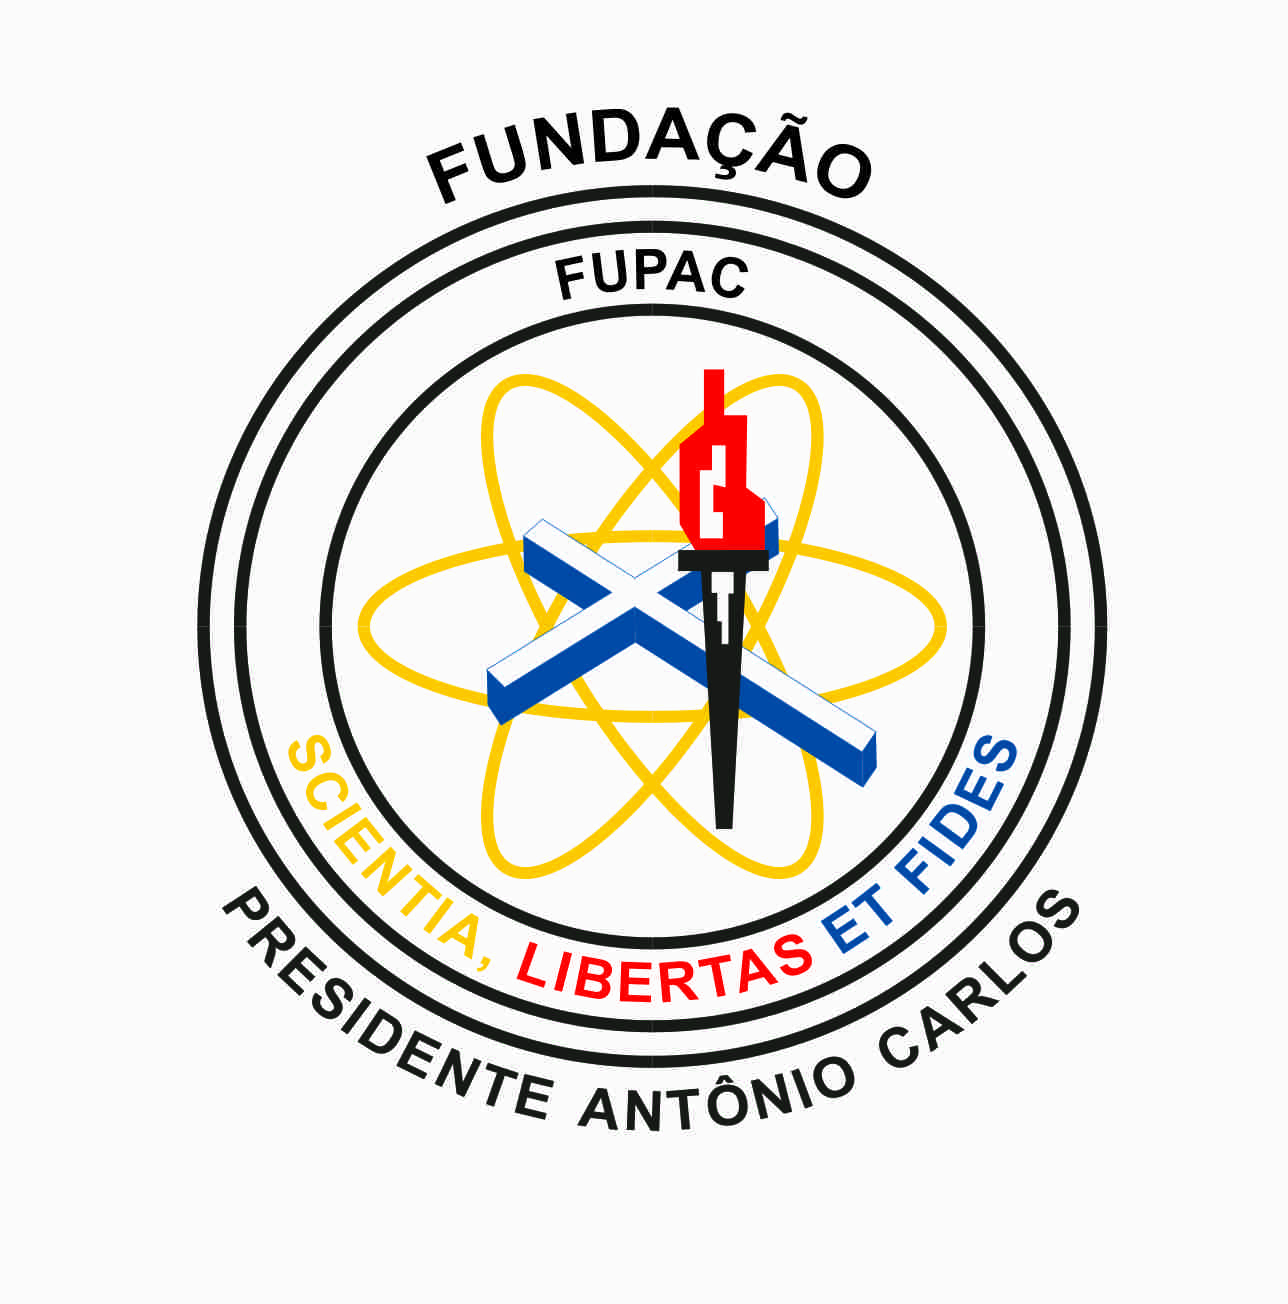 FUNDAÇÃO
FUPAC
SCIENTIA, LIBERTAS ET FIDES
PRESIDENTE ANTÔNIO CARLOS